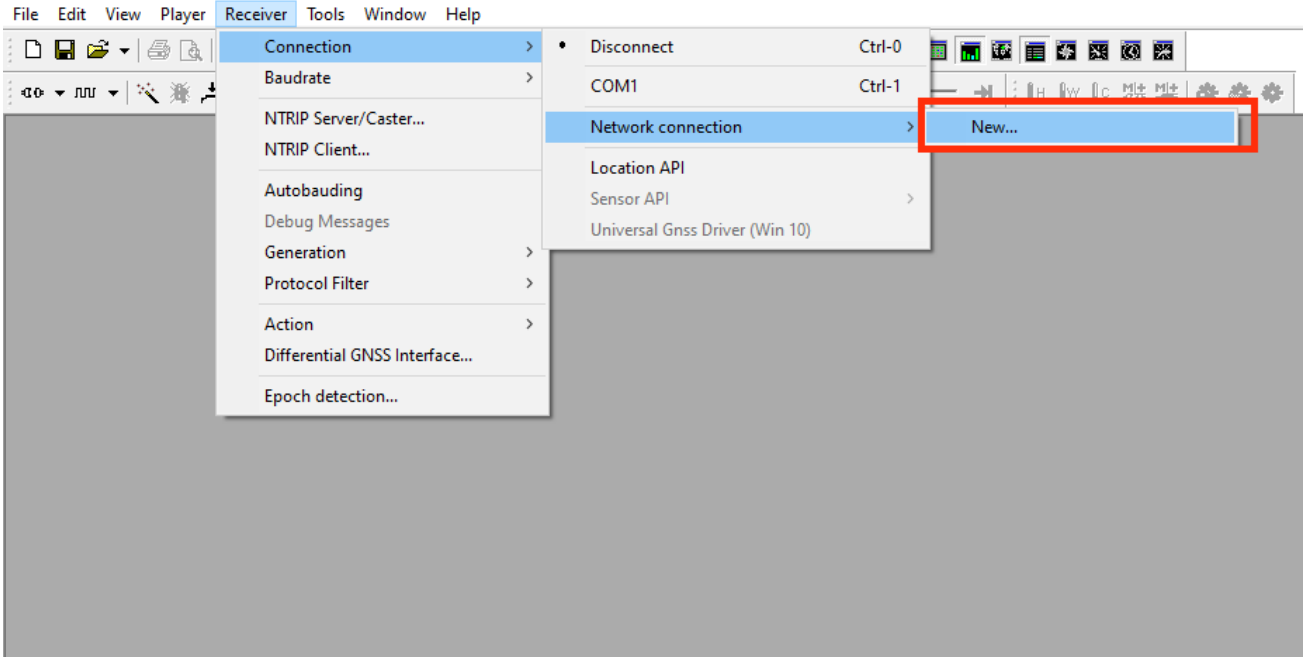 File Edit View Player Receiver Tools Window Help
Connection
Baudrate
NTRIP Server/Caster...
NTRIP Client...
Autobauding
Debug Messages
Generation
Protocol Filter
Action
Differential GNSS Interface...
Epoch detection...
Disconnect Ctrl-0
COM1 Ctrl-1
Network connection
Location API
Sensor API
Universal Gnss Driver (Win 10)
New...